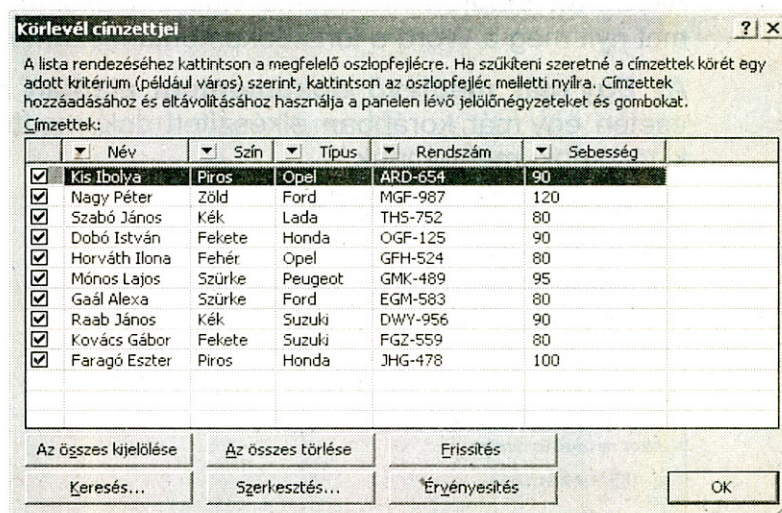 Körlevél címzettjei
A lista rendezéséhez kattintson a megfelelő oszlopfejlécre. Ha szűkíteni szeretné a címzettek körét egy
adott kritérium (például város) szerint, kattintson az oszlopfejléc melletti nyílra. Címzettek
hozzáadásához és eltávolításához használja a panelen lévő jelölőnégyzeteket és gombokat.
Címzettek:
Név Szín Típus Rendszám Sebesség
Kis Ibolya Piros Opel ARD-654 90
Nagy Péter Zöld Ford MGF-987 120
Szabó János Kék Lada THS-752 80
Dobó István Fekete Honda OGF-125 90
Horváth Ilona Fehér Opel GFH-524 80
Mónos Lajos Szürke Peugeot GMK-489 95
Gaál Alexa Szürke Ford EGM-583 80
Raab János Kék Suzuki DWY-956 90
Kovács Gábor Fekete Suzuki FGZ-559 80
Faragó Eszter Piros Honda JHG-478 100
Az összes kijelölése Az összes törlése Frissítés
Keresés... Szerkesztés... Érvényesítés OK